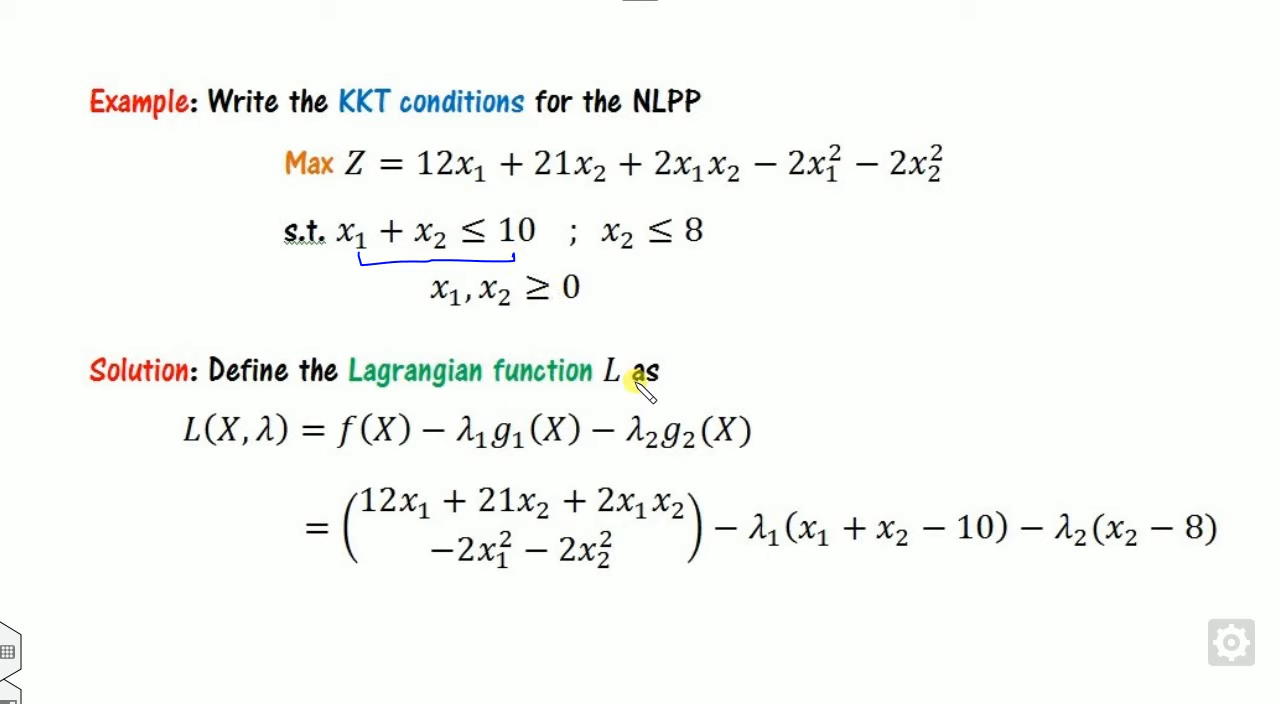 Example: Write the KKT conditions for the NLPP
Max Z = 12x₁ + 21x₂ + 2x₁x₂ − 2x₁² − 2x₂²
s.t. x₁ + x₂ ≤ 10 ; x₂ ≤ 8
x₁, x₂ ≥ 0
Solution: Define the Lagrangian function L as
L(X, λ) = f(X) − λ₁g₁(X) − λ₂g₂(X)
= (12x₁ + 21x₂ + 2x₁x₂
−2x₁² − 2x₂²) − λ₁(x₁ + x₂ − 10) − λ₂(x₂ − 8)